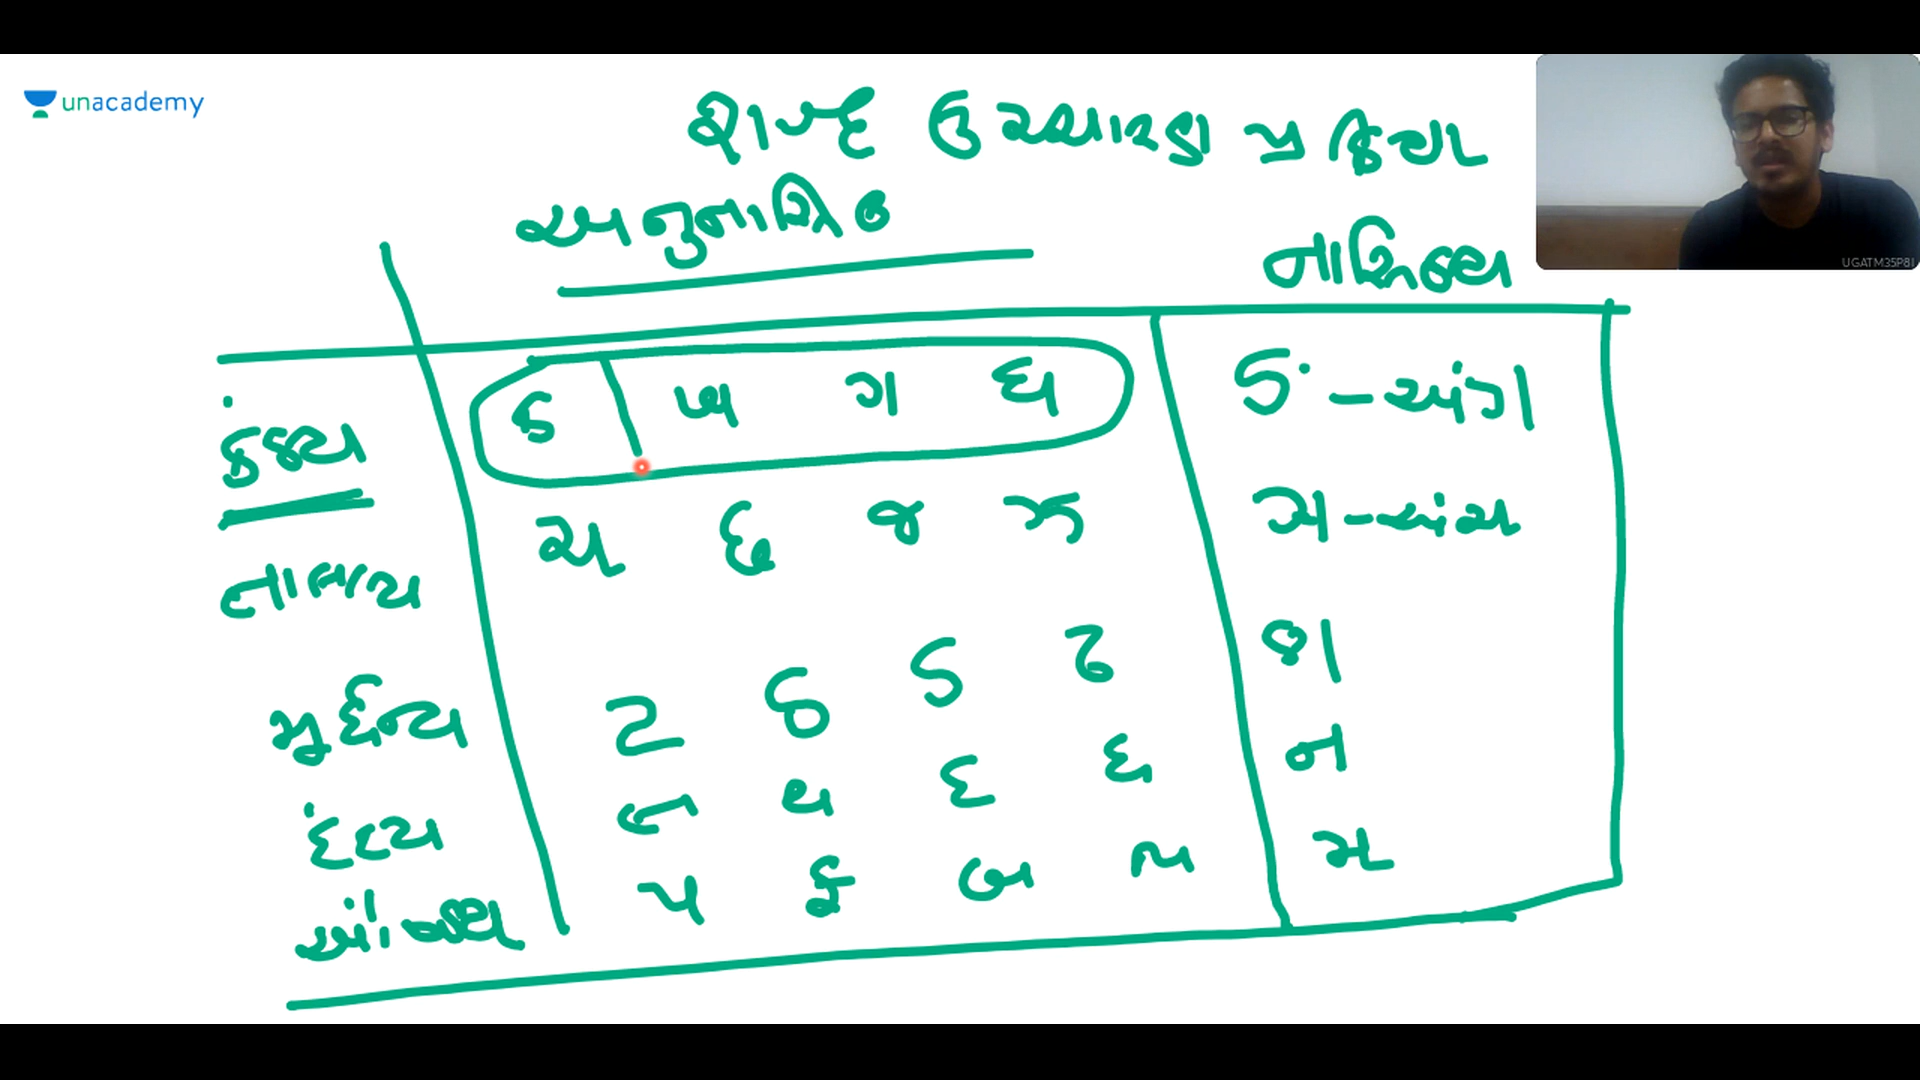 unacademy
શબ્દ ઉચ્ચારણ પ્રક્રિયા
અનુનાસિક નાસિક્ય
કંઠ્ય ક ખ ગ ઘ ઙ - અંગ
તાલવ્ય ચ છ જ ઝ ઞ - અંચ
મૂર્દ્ધન્ય ટ ઠ ડ ઢ ણ
દંત્ય ત થ દ ધ ન
ઓષ્ઠ્ય પ ફ બ ભ મ
UGATM35P8I